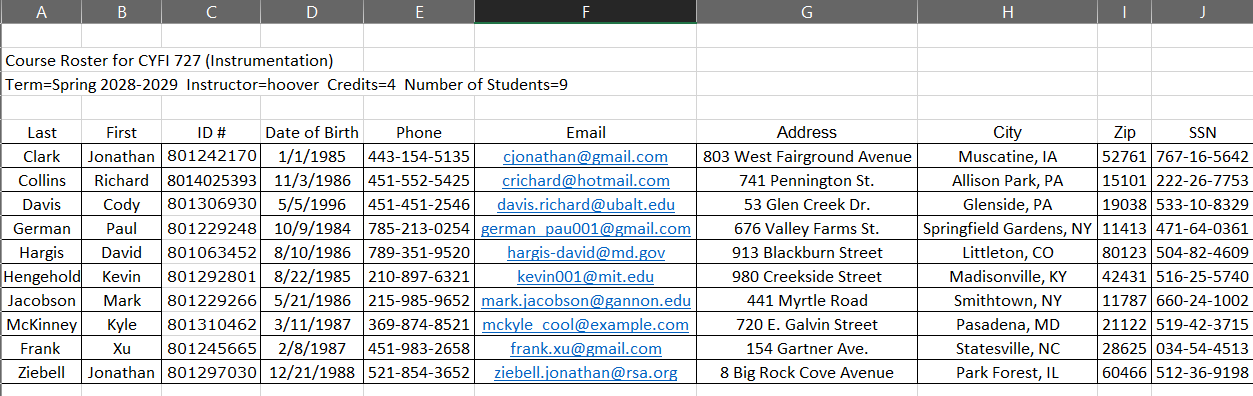 A B C D E F G H I J
Course Roster for CYFI 727 (Instrumentation)
Term=Spring 2028-2029 Instructor=hoover Credits=4 Number of Students=9
Last First ID # Date of Birth Phone Email Address City Zip SSN
Clark Jonathan 801242170 1/1/1985 443-154-5135 cjonathan@gmail.com 803 West Fairground Avenue Muscatine, IA 52761 767-16-5642
Collins Richard 8014025393 11/3/1986 451-552-5425 crichard@hotmail.com 741 Pennington St. Allison Park, PA 15101 222-26-7753
Davis Cody 801306930 5/5/1996 451-451-2546 davis.richard@ubalt.edu 53 Glen Creek Dr. Glenside, PA 19038 533-10-8329
German Paul 801229248 10/9/1984 785-213-0254 german_pau001@gmail.com 676 Valley Farms St. Springfield Gardens, NY 11413 471-64-0361
Hargis David 801063452 8/10/1986 789-351-9520 hargis-david@md.gov 913 Blackburn Street Littleton, CO 80123 504-82-4609
Hengehold Kevin 801292801 8/22/1985 210-897-6321 kevin001@mit.edu 980 Creekside Street Madisonville, KY 42431 516-25-5740
Jacobson Mark 801229266 5/21/1986 215-985-9652 mark.jacobson@gannon.edu 441 Myrtle Road Smithtown, NY 11787 660-24-1002
McKinney Kyle 801310462 3/11/1987 369-874-8521 mckyle_cool@example.com 720 E. Galvin Street Pasadena, MD 21122 519-42-3715
Frank Xu 801245665 2/8/1987 451-983-2658 frank.xu@gmail.com 154 Gartner Ave. Statesville, NC 28625 034-54-4513
Ziebell Jonathan 801297030 12/21/1988 521-854-3652 ziebell.jonathan@rsa.org 8 Big Rock Cove Avenue Park Forest, IL 60466 512-36-9198